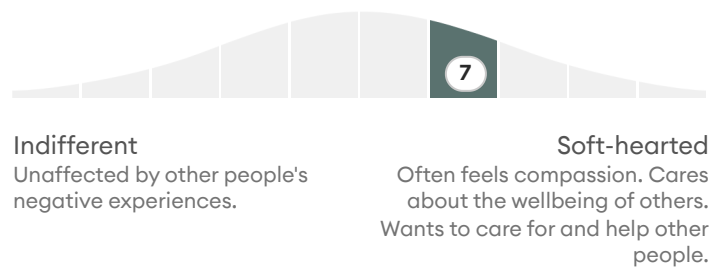 7
Indifferent
Unaffected by other people's
negative experiences.
Soft-hearted
Often feels compassion. Cares
about the wellbeing of others.
Wants to care for and help other
people.